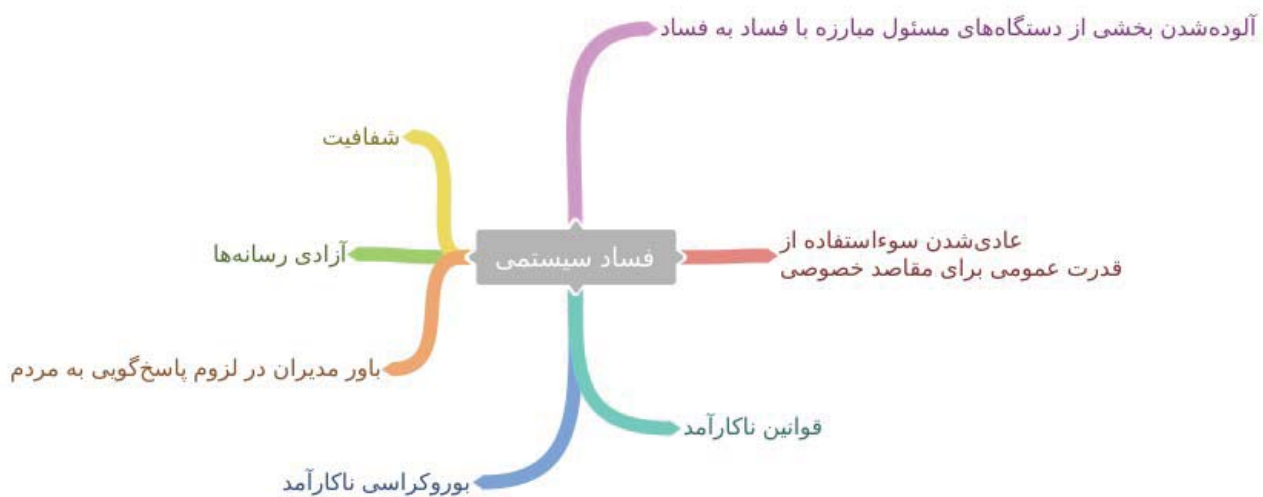 آلوده‌شدن بخشی از دستگاه‌های مسئول مبارزه با فساد به فساد
شفافیت
عادی‌شدن سوءاستفاده از
قدرت عمومی برای مقاصد خصوصی
فساد سیستمی
آزادی رسانه‌ها
باور مدیران در لزوم پاسخ‌گویی به مردم
قوانین ناکارآمد
بوروکراسی ناکارآمد